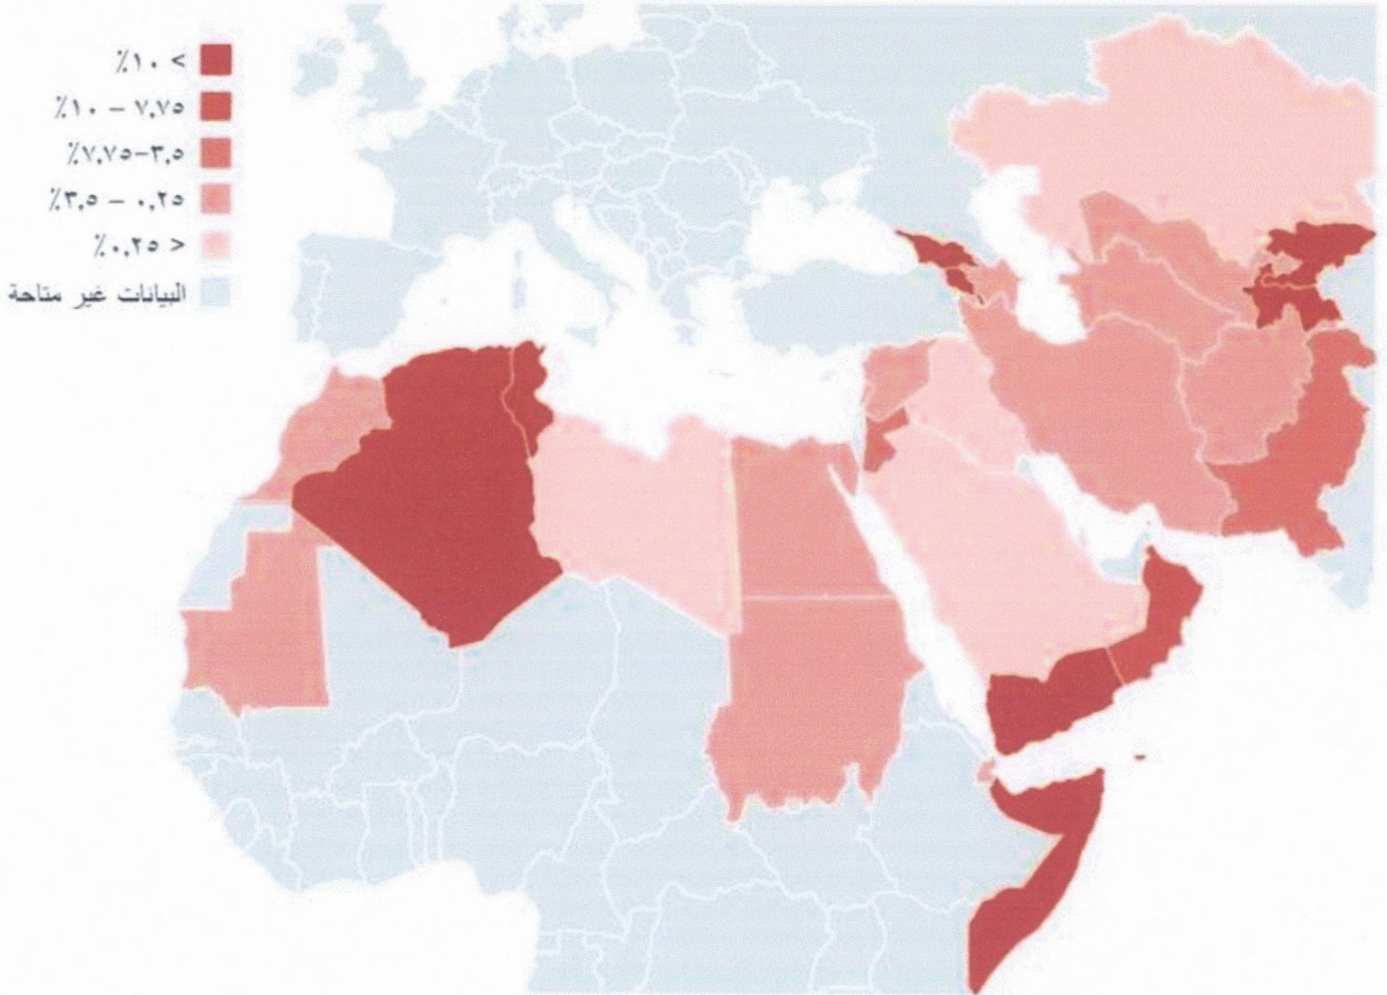 > ١٠٪
٧,٧٥ – ١٠٪
٣,٥–٧,٧٥٪
٠,٢٥ – ٣,٥٪
< ٠,٢٥٪
البيانات غير متاحة